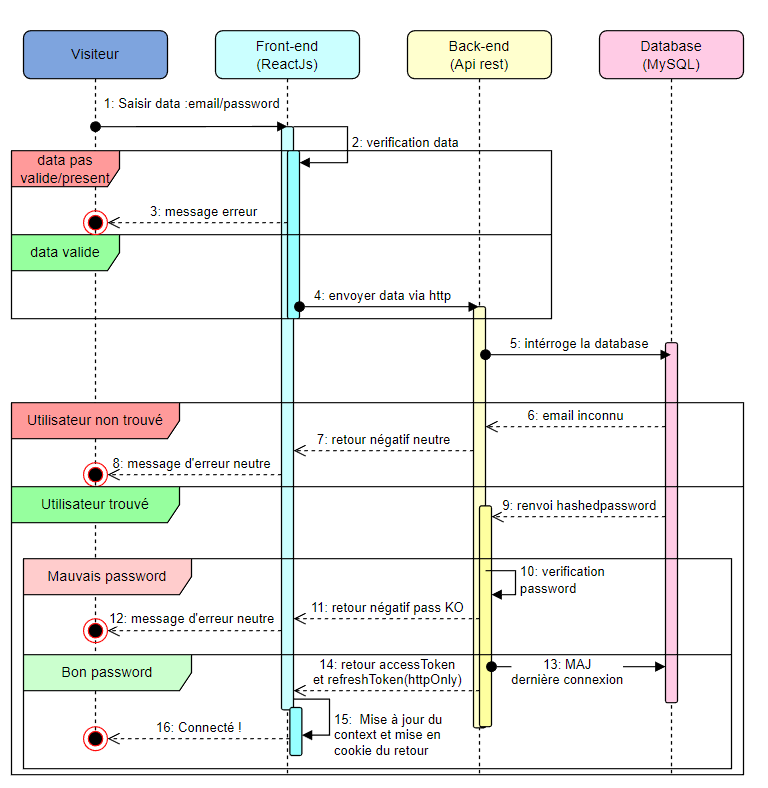 Visiteur
Front-end
(ReactJs)
Back-end
(Api rest)
Database
(MySQL)
1: Saisir data :email/password
2: verification data
data pas
valide/present
3: message erreur
data valide
4: envoyer data via http
5: intérroge la database
Utilisateur non trouvé
6: email inconnu
7: retour négatif neutre
8: message d'erreur neutre
Utilisateur trouvé
9: renvoi hashedpassword
Mauvais password
10: verification
password
11: retour négatif pass KO
12: message d'erreur neutre
Bon password
13: MAJ
dernière connexion
14: retour accessToken
et refreshToken(httpOnly)
15:  Mise à jour du
context et mise en
cookie du retour
16: Connecté !